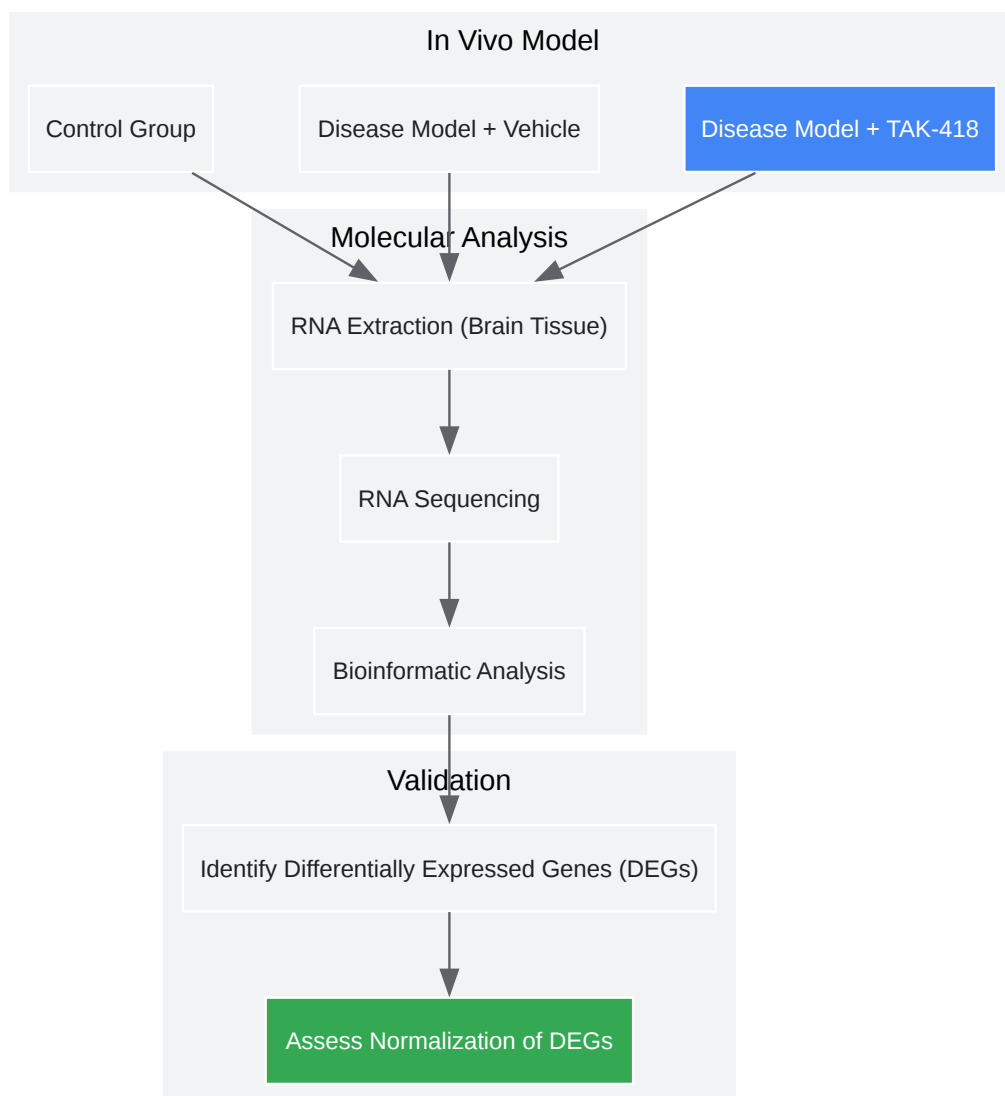 In Vivo Model
Control Group
Disease Model + Vehicle
Disease Model + TAK-418
Molecular Analysis
RNA Extraction (Brain Tissue)
RNA Sequencing
Bioinformatic Analysis
Validation
Identify Differentially Expressed Genes (DEGs)
Assess Normalization of DEGs